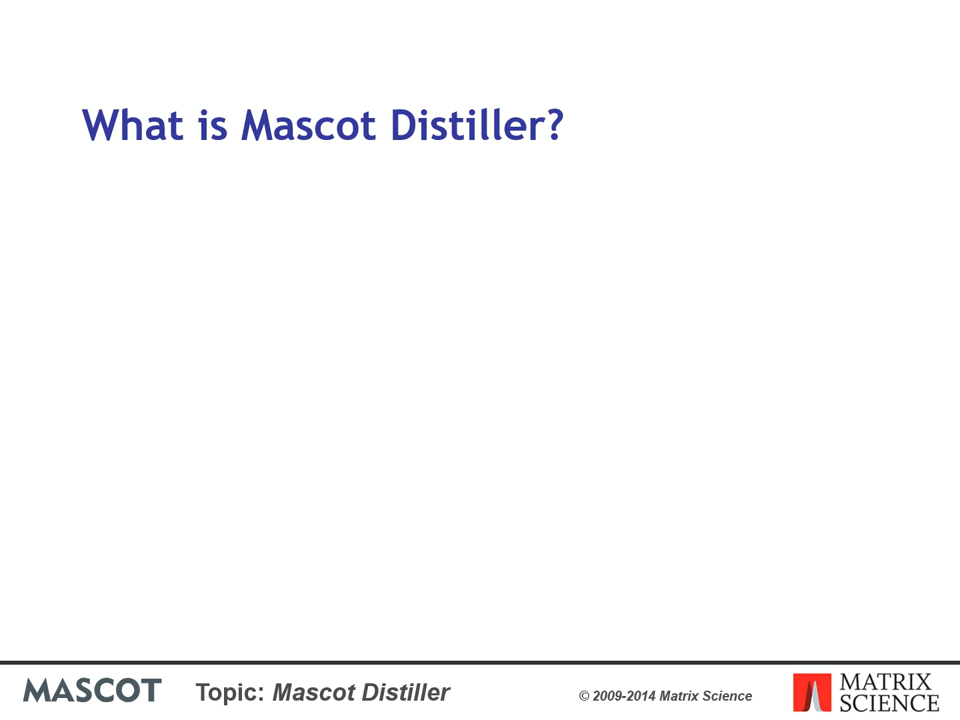 What is Mascot Distiller?
MASCOT
Topic: Mascot Distiller
© 2009-2014 Matrix Science
MATRIX
SCIENCE